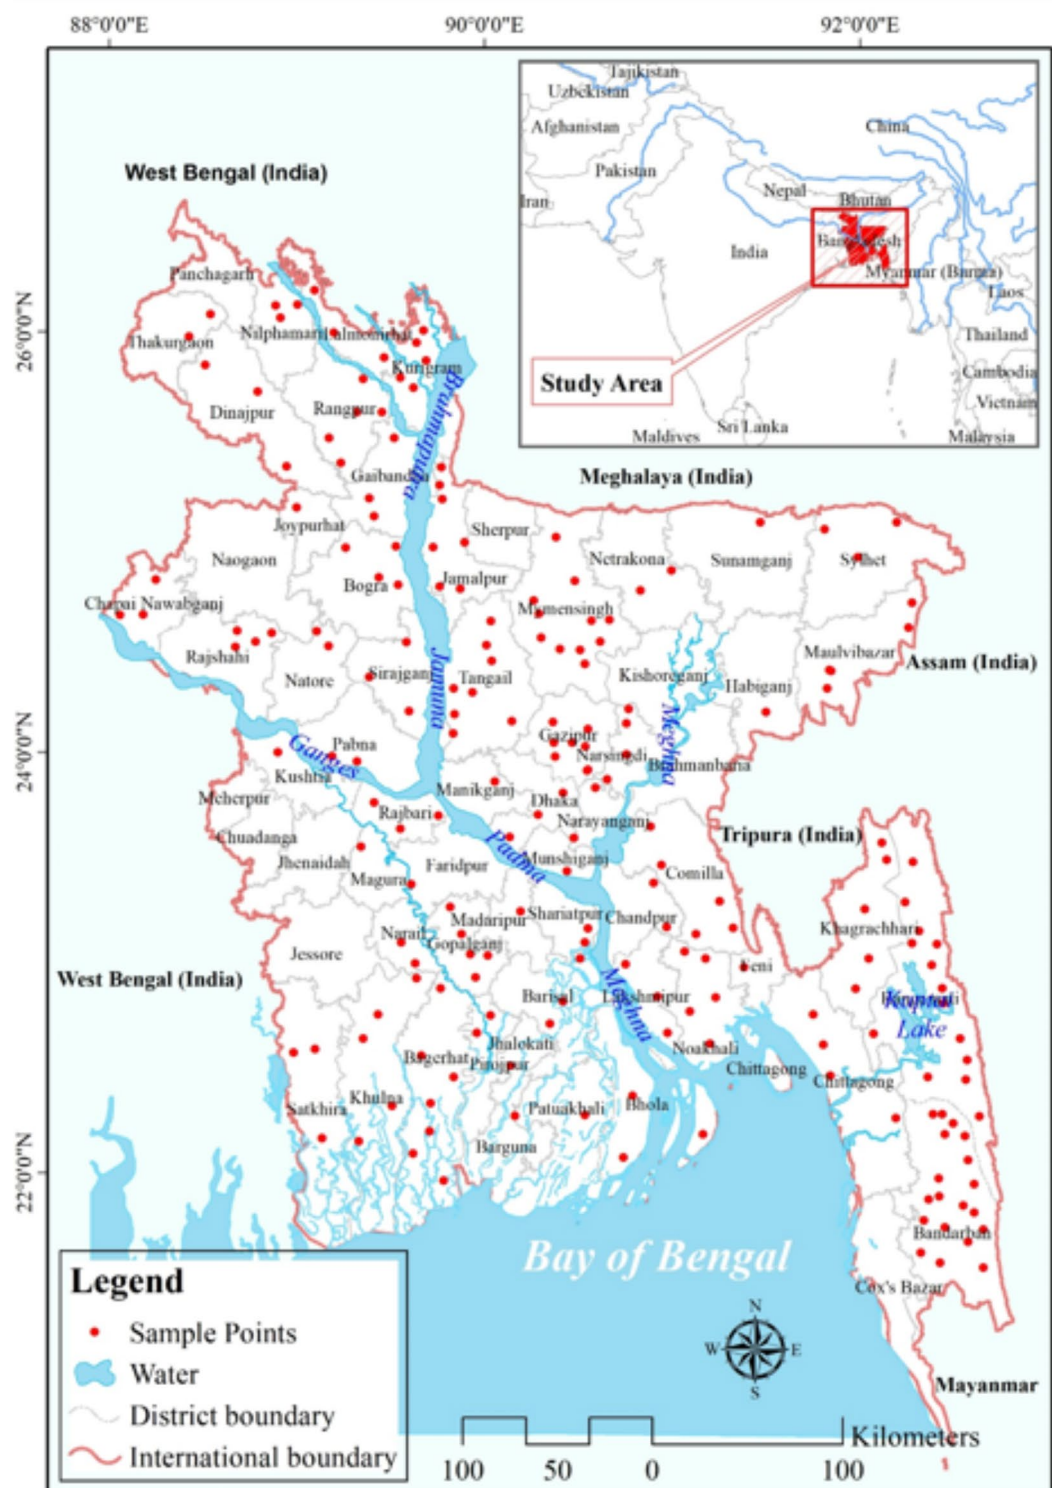 88°0'0"E
90°0'0"E
92°0'0"E
Tajikistan
Uzbekistan
Afghanistan
China
Pakistan
Iran
Nepal
Bhutan
India
Bangladesh
Myanmar (Burma)
Laos
Thailand
Cambodia
Vietnam
Study Area
Sri Lanka
Maldives
Malaysia
West Bengal (India)
Panchagarh
26°0'0"N
Nilphamari
Lalmonirhat
Thakurgaon
Kurigram
Dinajpur
Rangpur
Brahmaputra
Gaibandha
Meghalaya (India)
Joypurhat
Sherpur
Naogaon
Netrakona
Sunamganj
Sylhet
Bogra
Jamalpur
Chapai Nawabganj
Mymensingh
Rajshahi
Maulvibazar
Assam (India)
Natore
Sirajganj
Jamuna
Tangail
Kishoreganj
Habiganj
24°0'0"N
Ganges
Pabna
Gazipur
Meghna
Kushtia
Narsingdi
Brahmanbaria
Meherpur
Manikganj
Dhaka
Rajbari
Narayanganj
Chuadanga
Tripura (India)
Jhenaidah
Faridpur
Padma
Munshiganj
Magura
Comilla
Madaripur
Shariatpur
Chandpur
Khagrachhari
Narail
Gopalganj
Jessore
Feni
West Bengal (India)
Barisal
Meghna
Lakshmipur
Kaptai
Lake
Jhalokati
Noakhali
Bagerhat
Pirojpur
Chittagong
Chittagong
Satkhira
Khulna
Patuakhali
Bhola
Barguna
22°0'0"N
Bandarban
Bay of Bengal
Cox's Bazar
Legend
Sample Points
Water
District boundary
International boundary
N
W
E
S
Mayanmar
Kilometers
100
50
0
100